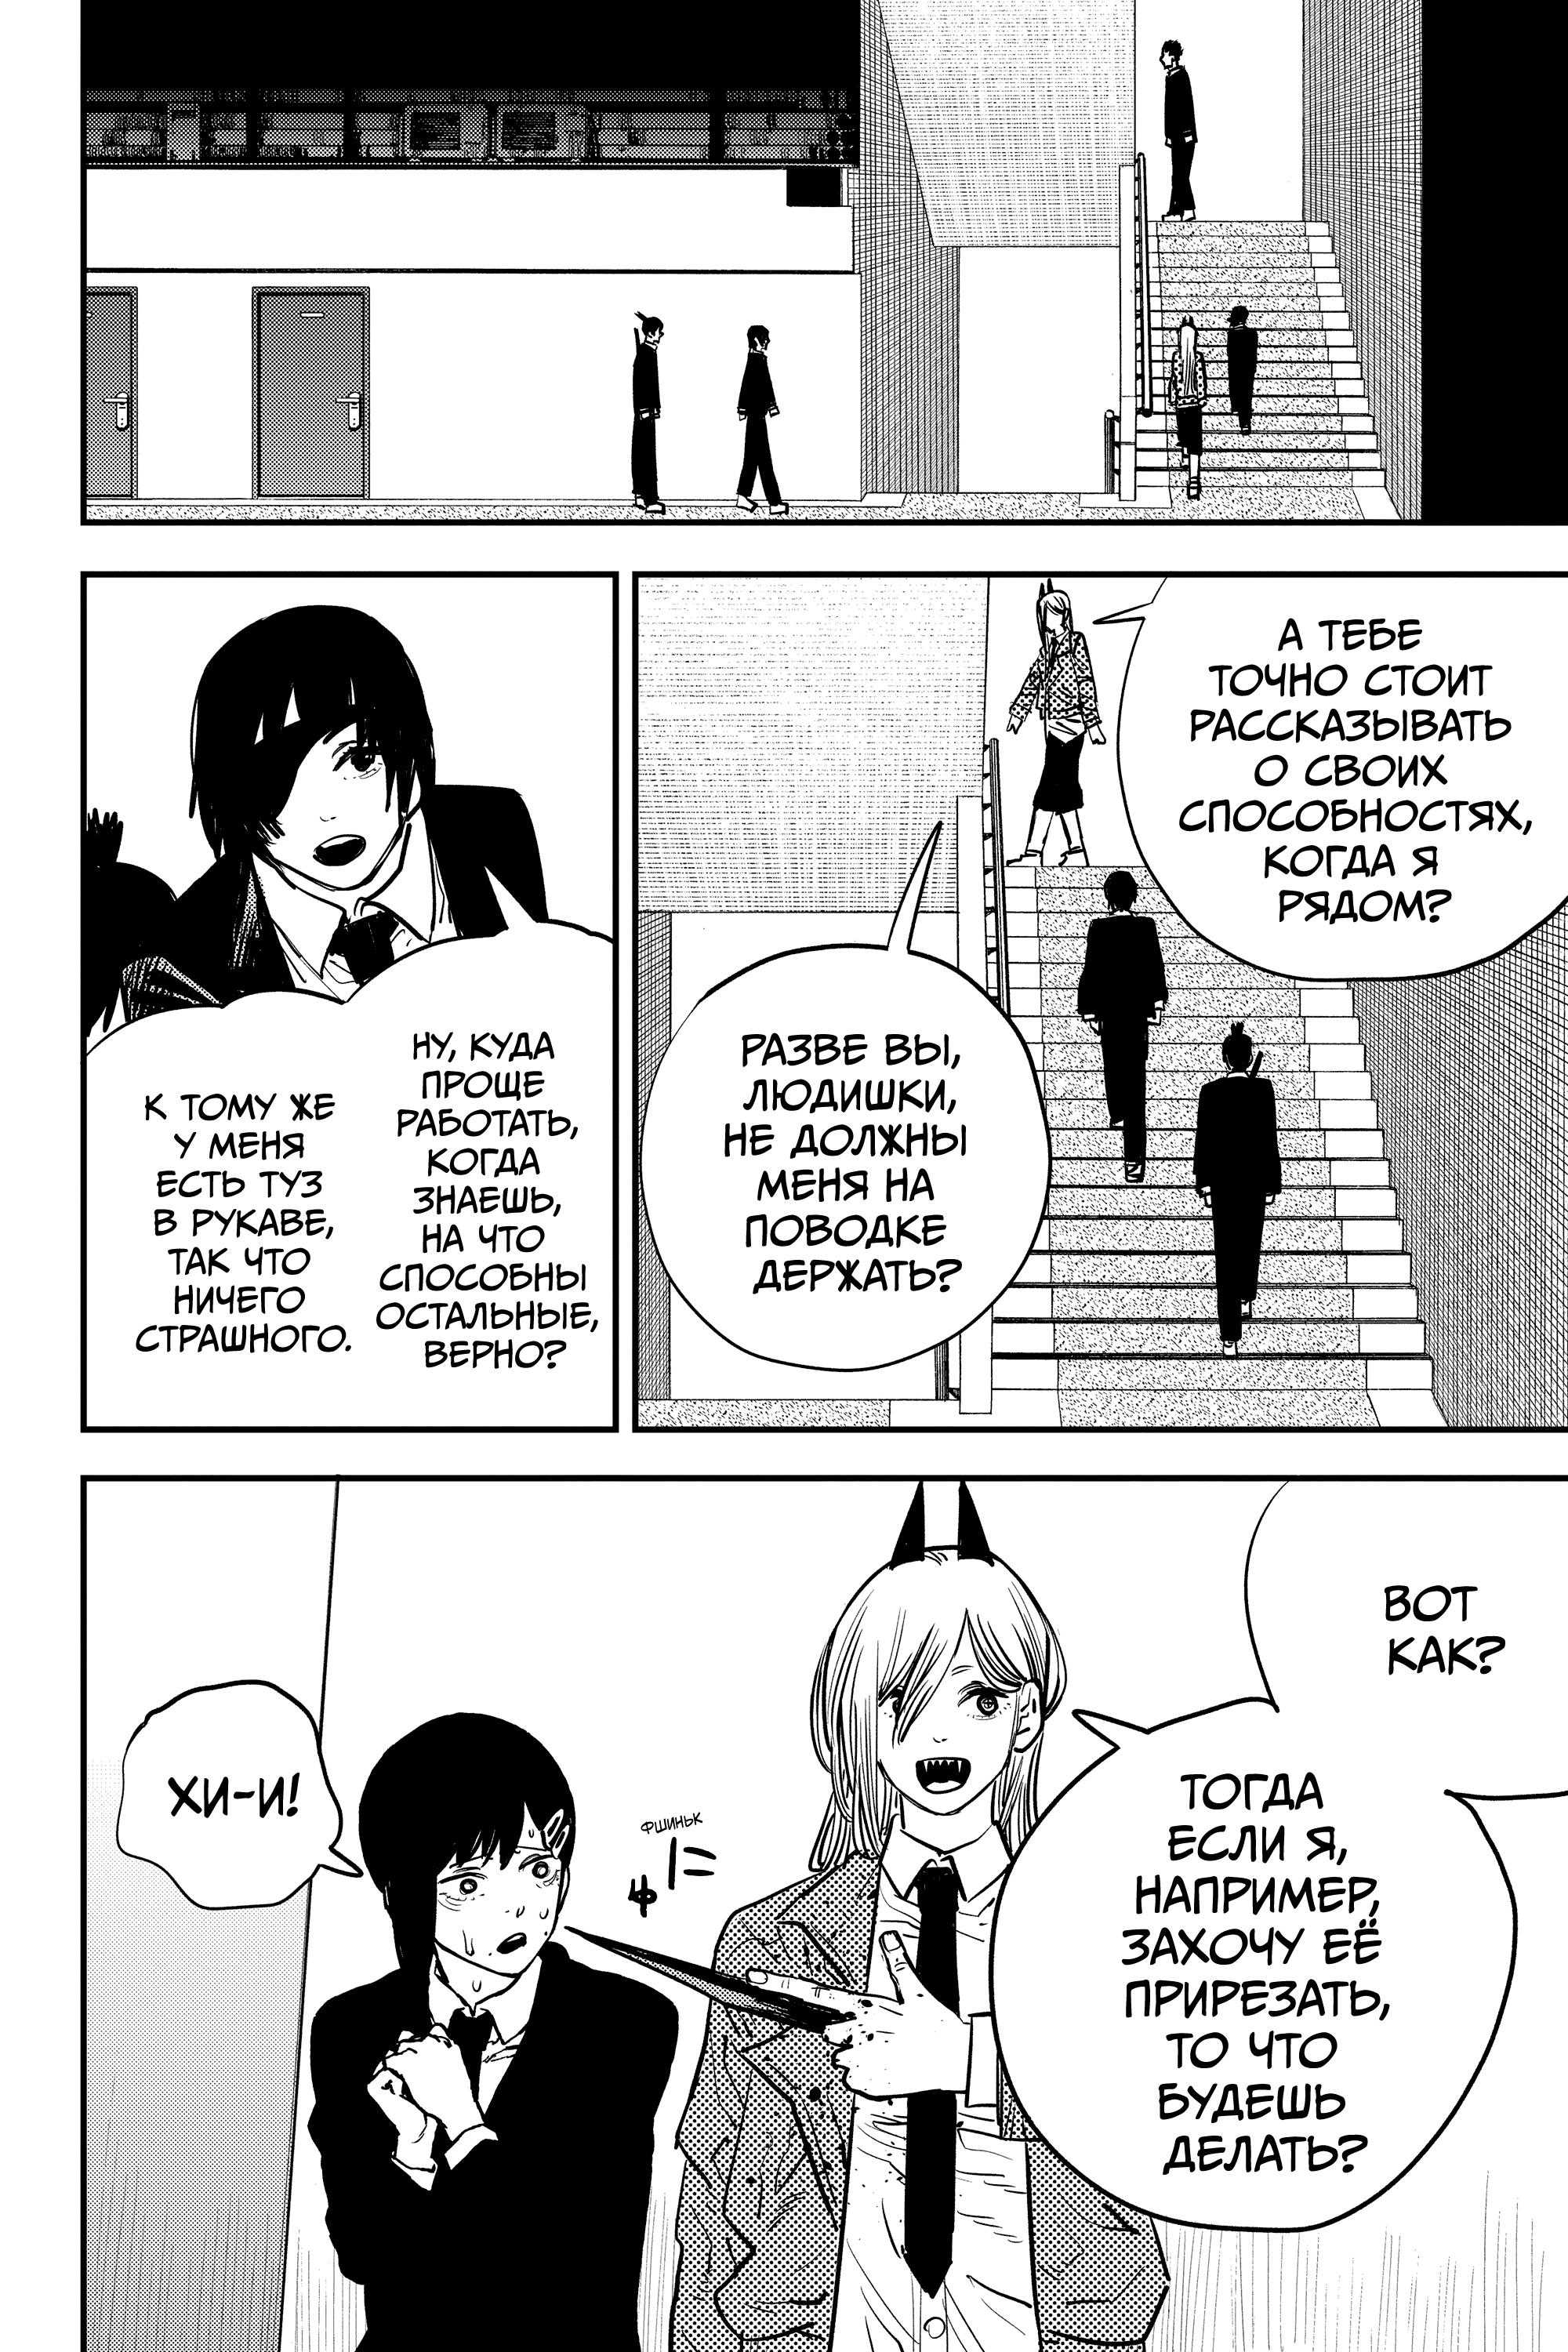 А ТЕБЕ
ТОЧНО СТОИТ
РАССКАЗЫВАТЬ
О СВОИХ
СПОСОБНОСТЯХ,
КОГДА Я
РЯДОМ?
РАЗВЕ ВЫ,
ЛЮДИШКИ,
НЕ ДОЛЖНЫ
МЕНЯ НА
ПОВОДКЕ
ДЕРЖАТЬ?
НУ, КУДА
ПРОЩЕ
РАБОТАТЬ,
КОГДА
ЗНАЕШЬ,
НА ЧТО
СПОСОБНЫ
ОСТАЛЬНЫЕ,
ВЕРНО?
К ТОМУ ЖЕ
У МЕНЯ
ЕСТЬ ТУЗ
В РУКАВЕ,
ТАК ЧТО
НИЧЕГО
СТРАШНОГО.
ВОТ
КАК?
ТОГДА
ЕСЛИ Я,
НАПРИМЕР,
ЗАХОЧУ ЕЁ
ПРИРЕЗАТЬ,
ТО ЧТО
БУДЕШЬ
ДЕЛАТЬ?
ФШИНЬК
ХИ-И!